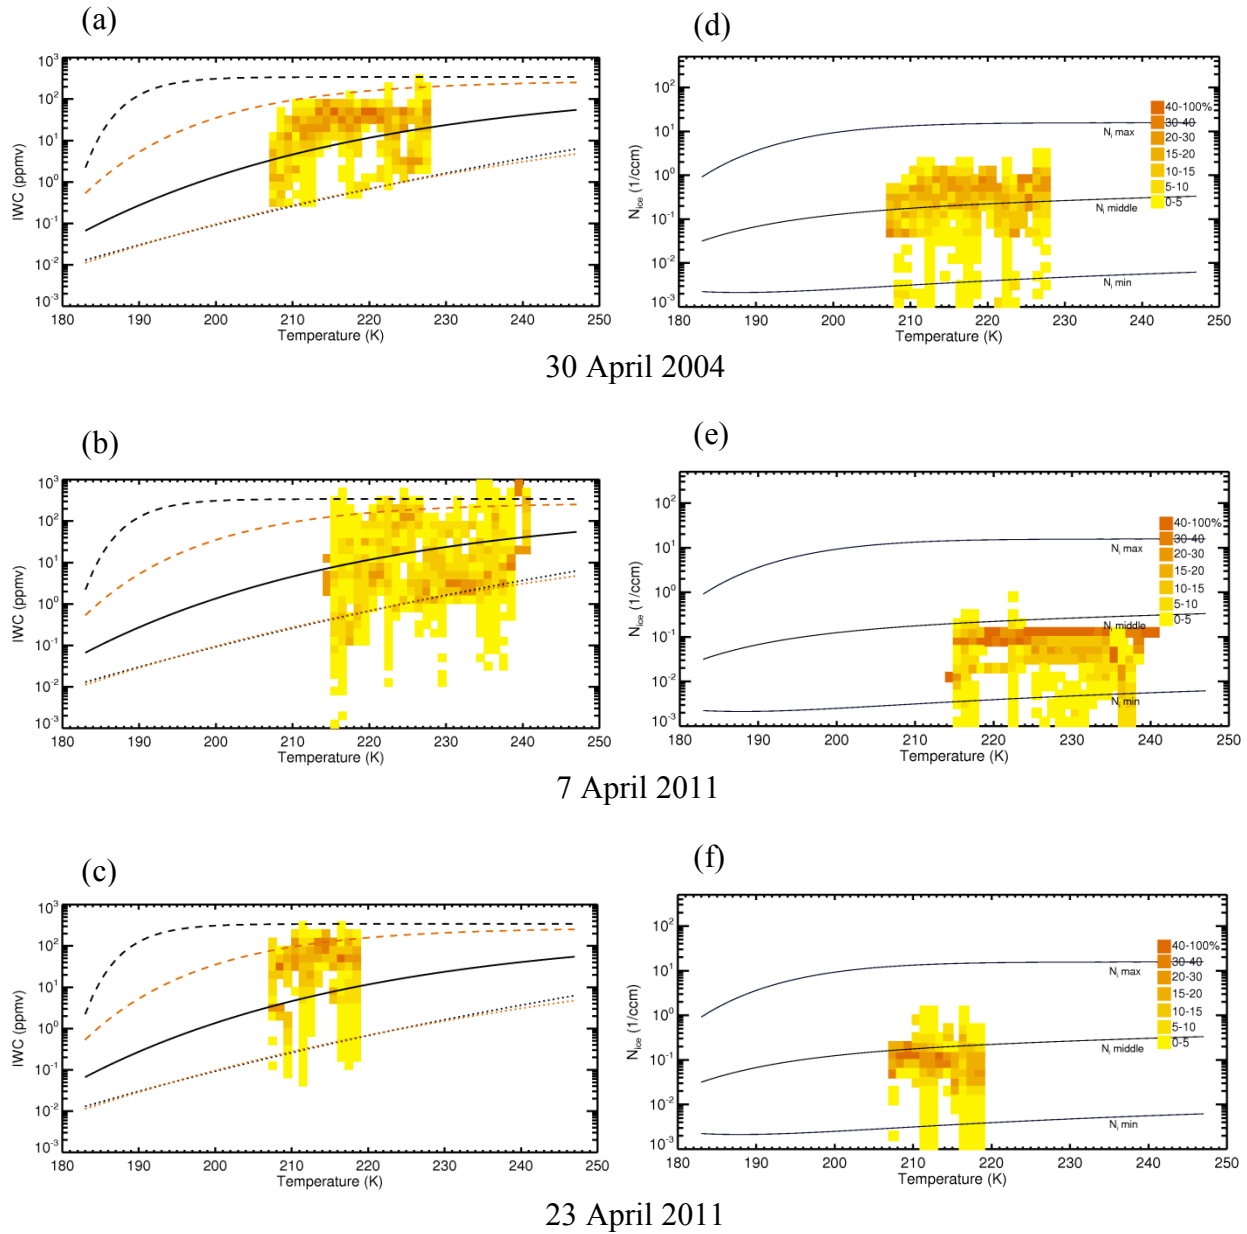 (a)
(d)
10³
10²
10¹
10⁰
10⁻¹
10⁻²
10⁻³
IWC (ppmv)
180 190 200 210 220 230 240 250
Temperature (K)
10²
10¹
10⁰
10⁻¹
10⁻²
10⁻³
N_ice (1/ccm)
N_i max
N_i middle
N_i min
40-100%
30-40
20-30
15-20
10-15
5-10
0-5
180 190 200 210 220 230 240 250
Temperature (K)
30 April 2004
(b)
(e)
10³
10²
10¹
10⁰
10⁻¹
10⁻²
10⁻³
IWC (ppmv)
180 190 200 210 220 230 240 250
Temperature (K)
10²
10¹
10⁰
10⁻¹
10⁻²
10⁻³
N_ice (1/ccm)
N_i max
N_i middle
N_i min
40-100%
30-40
20-30
15-20
10-15
5-10
0-5
180 190 200 210 220 230 240 250
Temperature (K)
7 April 2011
(c)
(f)
10³
10²
10¹
10⁰
10⁻¹
10⁻²
10⁻³
IWC (ppmv)
180 190 200 210 220 230 240 250
Temperature (K)
10²
10¹
10⁰
10⁻¹
10⁻²
10⁻³
N_ice (1/ccm)
N_i max
N_i middle
N_i min
40-100%
30-40
20-30
15-20
10-15
5-10
0-5
180 190 200 210 220 230 240 250
Temperature (K)
23 April 2011